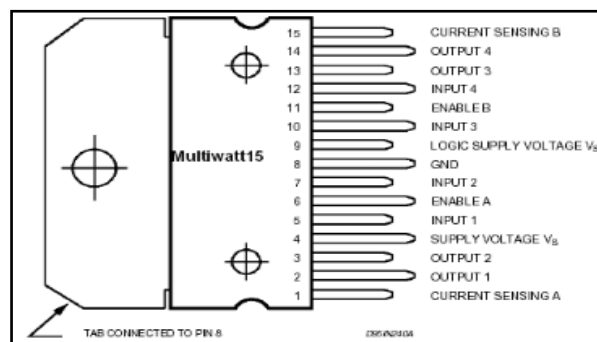 15 CURRENT SENSING B
14 OUTPUT 4
13 OUTPUT 3
12 INPUT 4
11 ENABLE B
10 INPUT 3
9 LOGIC SUPPLY VOLTAGE VS
8 GND
7 INPUT 2
6 ENABLE A
5 INPUT 1
4 SUPPLY VOLTAGE VS
3 OUTPUT 2
2 OUTPUT 1
1 CURRENT SENSING A
Multiwatt15
TAB CONNECTED TO PIN 8